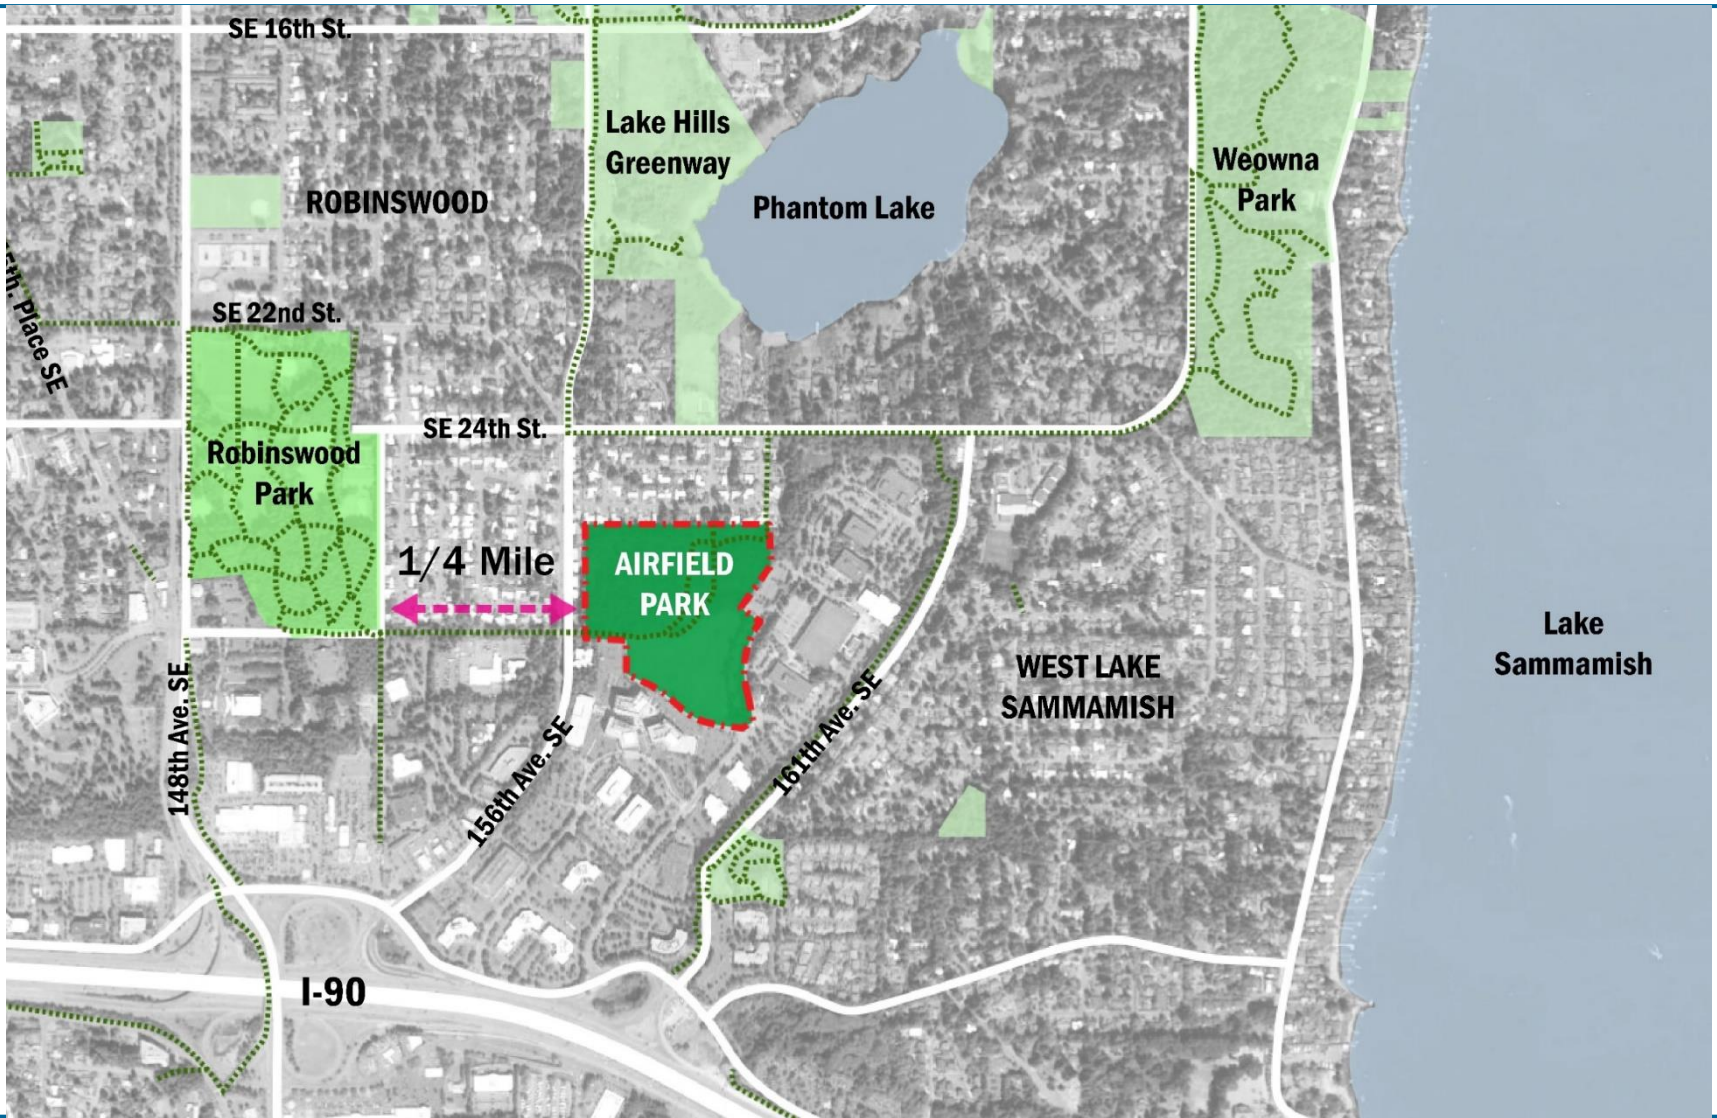 SE 16th St.
Lake Hills
Greenway
Weowna
Park
ROBINSWOOD
Phantom Lake
5th. Place SE
SE 22nd St.
SE 24th St.
Robinswood
Park
1/4 Mile
AIRFIELD
PARK
Lake
Sammamish
WEST LAKE
SAMMAMISH
148th Ave. SE
156th Ave. SE
161th Ave. SE
I-90